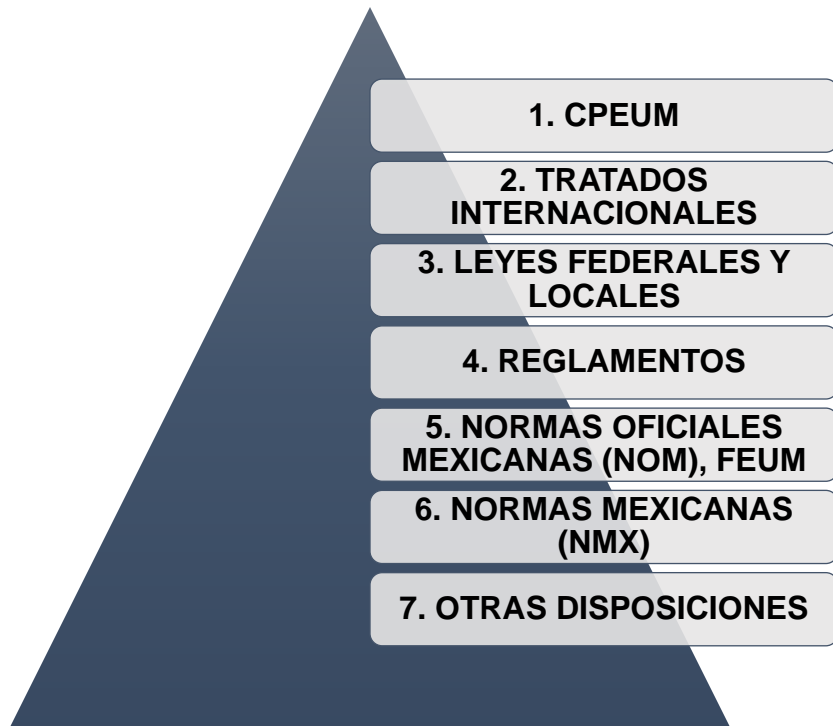 1. CPEUM
2. TRATADOS
INTERNACIONALES
3. LEYES FEDERALES Y
LOCALES
4. REGLAMENTOS
5. NORMAS OFICIALES
MEXICANAS (NOM), FEUM
6. NORMAS MEXICANAS
(NMX)
7. OTRAS DISPOSICIONES